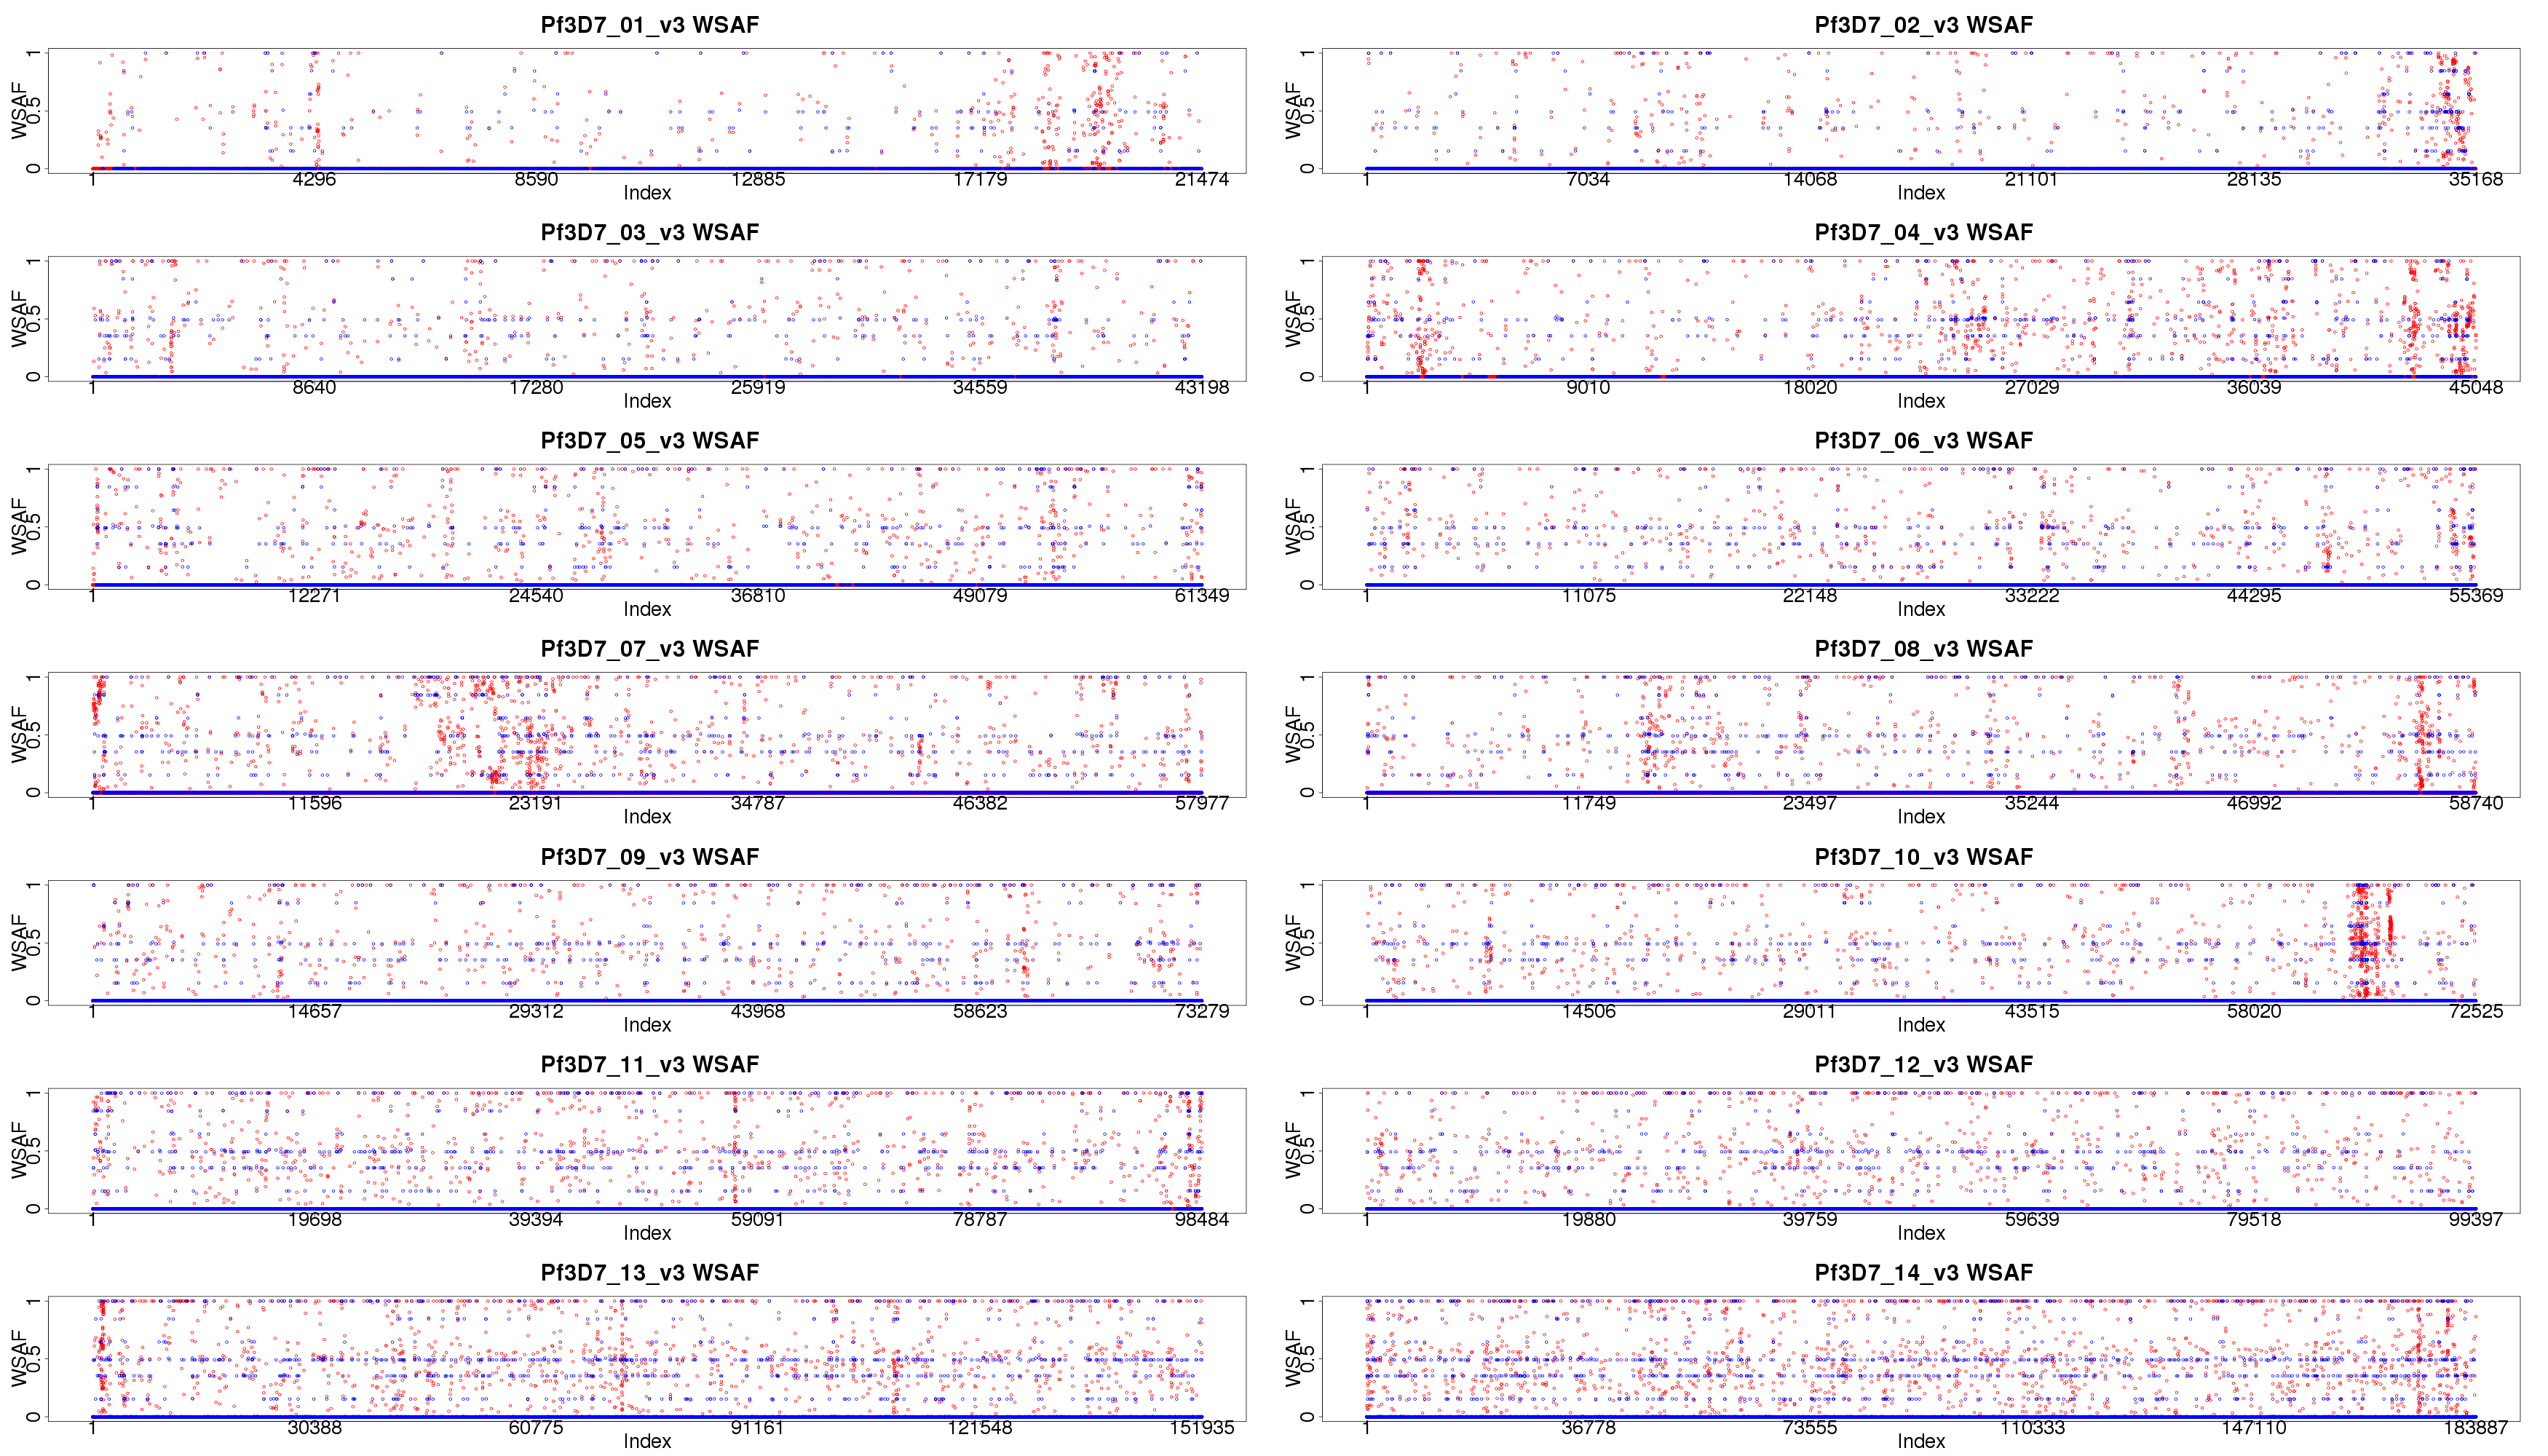 Pf3D7_01_v3 WSAF
WSAF
0 0.5 1
1 4296 8590 12885 17179 21474
Index
Pf3D7_02_v3 WSAF
WSAF
0 0.5 1
1 7034 14068 21101 28135 35168
Index
Pf3D7_03_v3 WSAF
WSAF
0 0.5 1
1 8640 17280 25919 34559 43198
Index
Pf3D7_04_v3 WSAF
WSAF
0 0.5 1
1 9010 18020 27029 36039 45048
Index
Pf3D7_05_v3 WSAF
WSAF
0 0.5 1
1 12271 24540 36810 49079 61349
Index
Pf3D7_06_v3 WSAF
WSAF
0 0.5 1
1 11075 22148 33222 44295 55369
Index
Pf3D7_07_v3 WSAF
WSAF
0 0.5 1
1 11596 23191 34787 46382 57977
Index
Pf3D7_08_v3 WSAF
WSAF
0 0.5 1
1 11749 23497 35244 46992 58740
Index
Pf3D7_09_v3 WSAF
WSAF
0 0.5 1
1 14657 29312 43968 58623 73279
Index
Pf3D7_10_v3 WSAF
WSAF
0 0.5 1
1 14506 29011 43515 58020 72525
Index
Pf3D7_11_v3 WSAF
WSAF
0 0.5 1
1 19698 39394 59091 78787 98484
Index
Pf3D7_12_v3 WSAF
WSAF
0 0.5 1
1 19880 39759 59639 79518 99397
Index
Pf3D7_13_v3 WSAF
WSAF
0 0.5 1
1 30388 60775 91161 121548 151935
Index
Pf3D7_14_v3 WSAF
WSAF
0 0.5 1
1 36778 73555 110333 147110 183887
Index